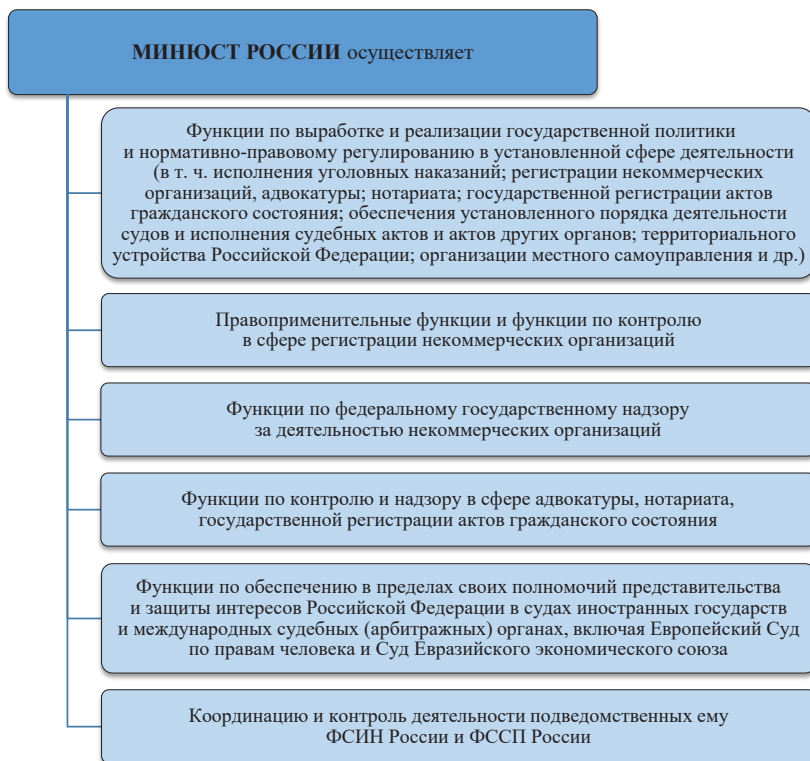 МИНЮСТ РОССИИ осуществляет
Функции по выработке и реализации государственной политики
и нормативно-правовому регулированию в установленной сфере деятельности
(в т. ч. исполнения уголовных наказаний; регистрации некоммерческих
организаций, адвокатуры; нотариата; государственной регистрации актов
гражданского состояния; обеспечения установленного порядка деятельности
судов и исполнения судебных актов и актов других органов; территориального
устройства Российской Федерации; организации местного самоуправления и др.)
Правоприменительные функции и функции по контролю
в сфере регистрации некоммерческих организаций
Функции по федеральному государственному надзору
за деятельностью некоммерческих организаций
Функции по контролю и надзору в сфере адвокатуры, нотариата,
государственной регистрации актов гражданского состояния
Функции по обеспечению в пределах своих полномочий представительства
и защиты интересов Российской Федерации в судах иностранных государств
и международных судебных (арбитражных) органах, включая Европейский Суд
по правам человека и Суд Евразийского экономического союза
Координацию и контроль деятельности подведомственных ему
ФСИН России и ФССП России